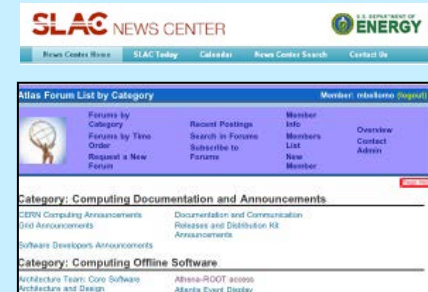 SLAC NEWS CENTER
U.S. DEPARTMENT OF
ENERGY
News Center Home SLAC Today Calendar News Center Search Contact Us
Atlas Forum List by Category Member: mbellomo (logout)
Forums by Category
Forums by Time Order
Request a New Forum
Recent Postings
Search in Forums
Subscribe to Forums
Member Info
Members List
New Member
Overview
Contact Admin
Category: Computing Documentation and Announcements
CERN Computing Announcements Documentation and Communication
Grid Announcements Releases and Distribution Kit Announcements
Software Developers Announcements
Category: Computing Offline Software
Architecture Team: Core Software Athena-ROOT access
Architecture and Design Atlantis Event Display